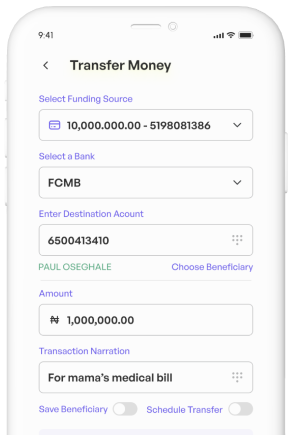 9:41
Transfer Money
Select Funding Source
10,000.000.00 - 5198081386
Select a Bank
FCMB
Enter Destination Acount
6500413410
PAUL OSEGHALE Choose Beneficiary
Amount
₦ 1,000,000.00
Transaction Narration
For mama's medical bill
Save Beneficiary Schedule Transfer